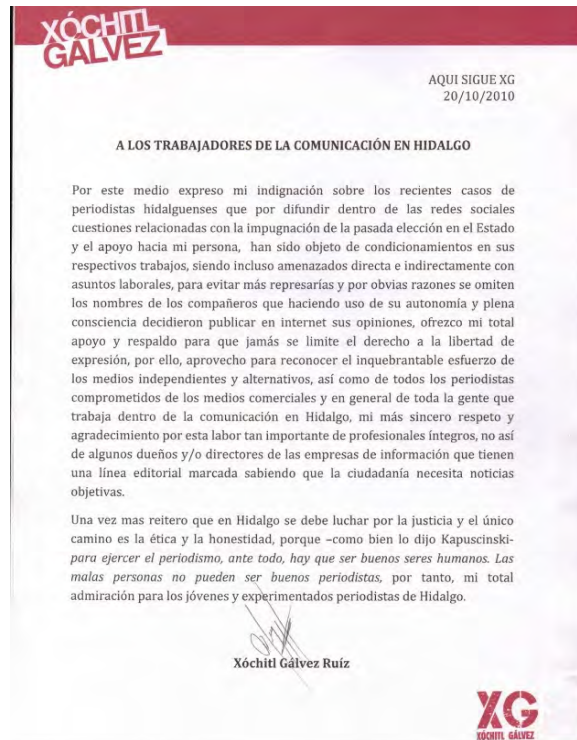 XÓCHITL
GÁLVEZ
AQUI SIGUE XG
20/10/2010
A LOS TRABAJADORES DE LA COMUNICACIÓN EN HIDALGO
Por este medio expreso mi indignación sobre los recientes casos de
periodistas hidalguenses que por difundir dentro de las redes sociales
cuestiones relacionadas con la impugnación de la pasada elección en el Estado
y el apoyo hacia mi persona, han sido objeto de condicionamientos en sus
respectivos trabajos, siendo incluso amenazados directa e indirectamente con
asuntos laborales, para evitar más represarías y por obvias razones se omiten
los nombres de los compañeros que haciendo uso de su autonomía y plena
consciencia decidieron publicar en internet sus opiniones, ofrezco mi total
apoyo y respaldo para que jamás se limite el derecho a la libertad de
expresión, por ello, aprovecho para reconocer el inquebrantable esfuerzo de
los medios independientes y alternativos, así como de todos los periodistas
comprometidos de los medios comerciales y en general de toda la gente que
trabaja dentro de la comunicación en Hidalgo, mi más sincero respeto y
agradecimiento por esta labor tan importante de profesionales íntegros, no así
de algunos dueños y/o directores de las empresas de información que tienen
una línea editorial marcada sabiendo que la ciudadanía necesita noticias
objetivas.
Una vez mas reitero que en Hidalgo se debe luchar por la justicia y el único
camino es la ética y la honestidad, porque –como bien lo dijo Kapuscinski-
para ejercer el periodismo, ante todo, hay que ser buenos seres humanos. Las
malas personas no pueden ser buenos periodistas, por tanto, mi total
admiración para los jóvenes y experimentados periodistas de Hidalgo.
Xóchitl Gálvez Ruíz
XG
XÓCHITL GÁLVEZ